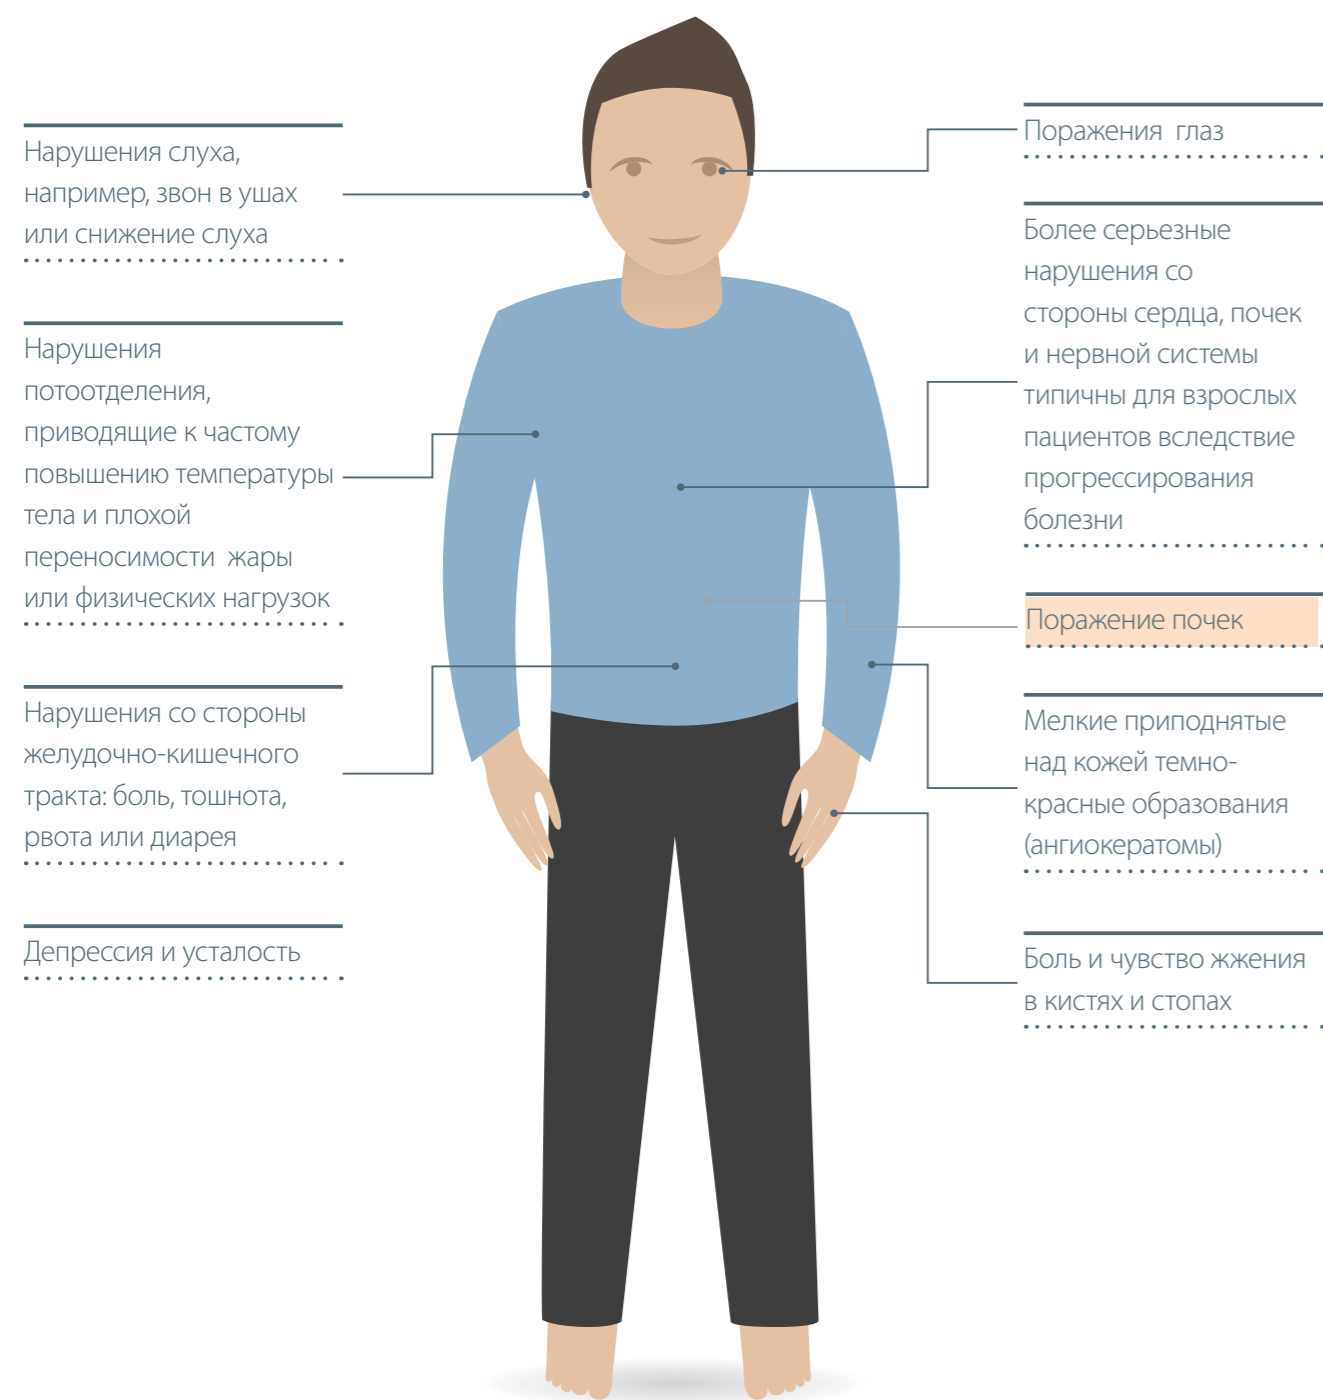 Нарушения слуха,
например, звон в ушах
или снижение слуха
Нарушения
потоотделения,
приводящие к частому
повышению температуры
тела и плохой
переносимости жары
или физических нагрузок
Нарушения со стороны
желудочно-кишечного
тракта: боль, тошнота,
рвота или диарея
Депрессия и усталость
Поражения глаз
Более серьезные
нарушения со
стороны сердца, почек
и нервной системы
типичны для взрослых
пациентов вследствие
прогрессирования
болезни
Поражение почек
Мелкие приподнятые
над кожей темно-
красные образования
(ангиокератомы)
Боль и чувство жжения
в кистях и стопах